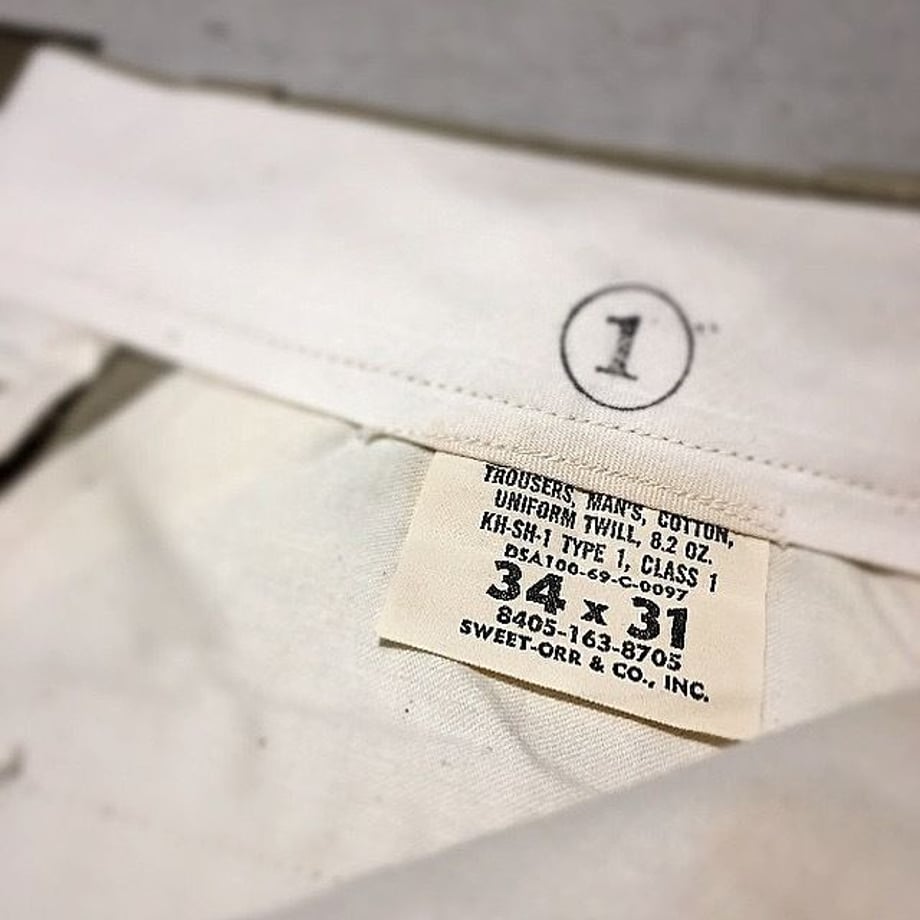 1
TROUSERS, MAN'S, COTTON,
UNIFORM TWILL, 8.2 OZ.
KH-SH-1 TYPE 1, CLASS 1
DSA100-69-C-0097
34 x 31
8405-163-8705
SWEET-ORR & CO., INC.